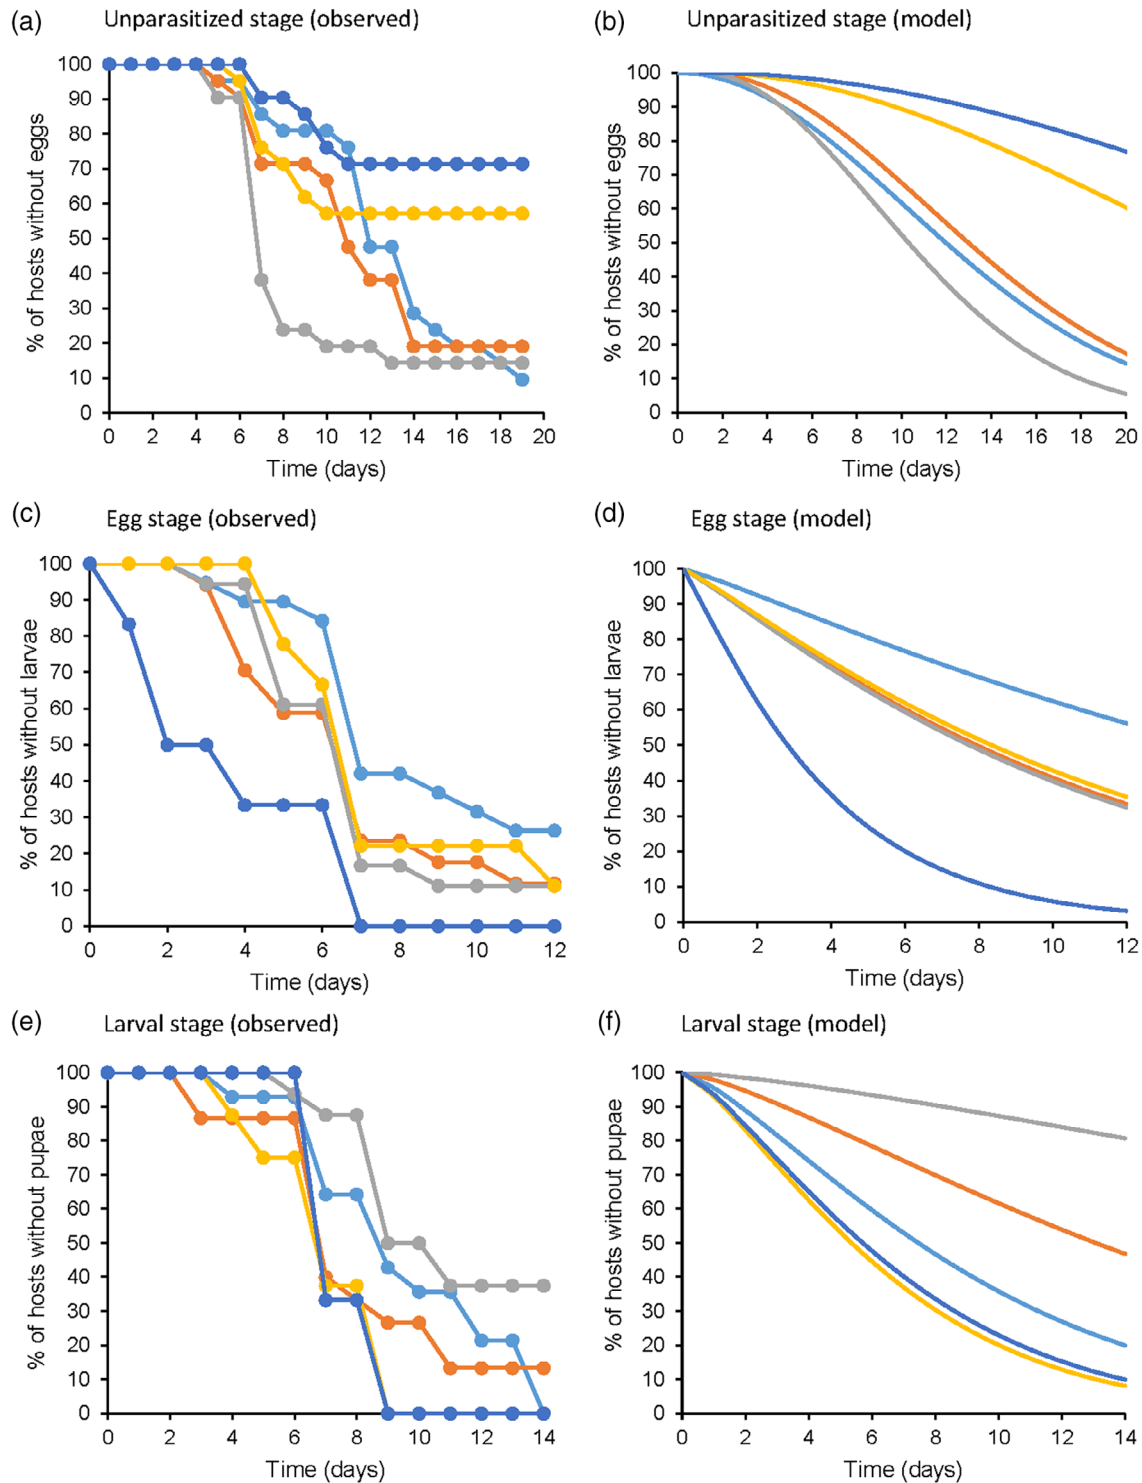 (a) Unparasitized stage (observed)
100
90
80
70
60
50
40
30
20
10
0
% of hosts without eggs
0 2 4 6 8 10 12 14 16 18 20
Time (days)
(b) Unparasitized stage (model)
100
90
80
70
60
50
40
30
20
10
0
% of hosts without eggs
0 2 4 6 8 10 12 14 16 18 20
Time (days)
(c) Egg stage (observed)
100
90
80
70
60
50
40
30
20
10
0
% of hosts without larvae
0 2 4 6 8 10 12
Time (days)
(d) Egg stage (model)
100
90
80
70
60
50
40
30
20
10
0
% of hosts without larvae
0 2 4 6 8 10 12
Time (days)
(e) Larval stage (observed)
100
90
80
70
60
50
40
30
20
10
0
% of hosts without pupae
0 2 4 6 8 10 12 14
Time (days)
(f) Larval stage (model)
100
90
80
70
60
50
40
30
20
10
0
% of hosts without pupae
0 2 4 6 8 10 12 14
Time (days)